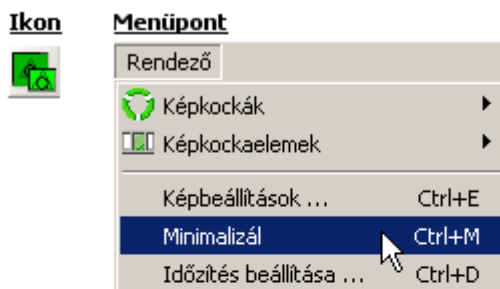 Ikon Menüpont
Rendező
Képkockák
Képkockaelemek
Képbeállítások ... Ctrl+E
Minimalizál Ctrl+M
Időzítés beállítása ... Ctrl+D